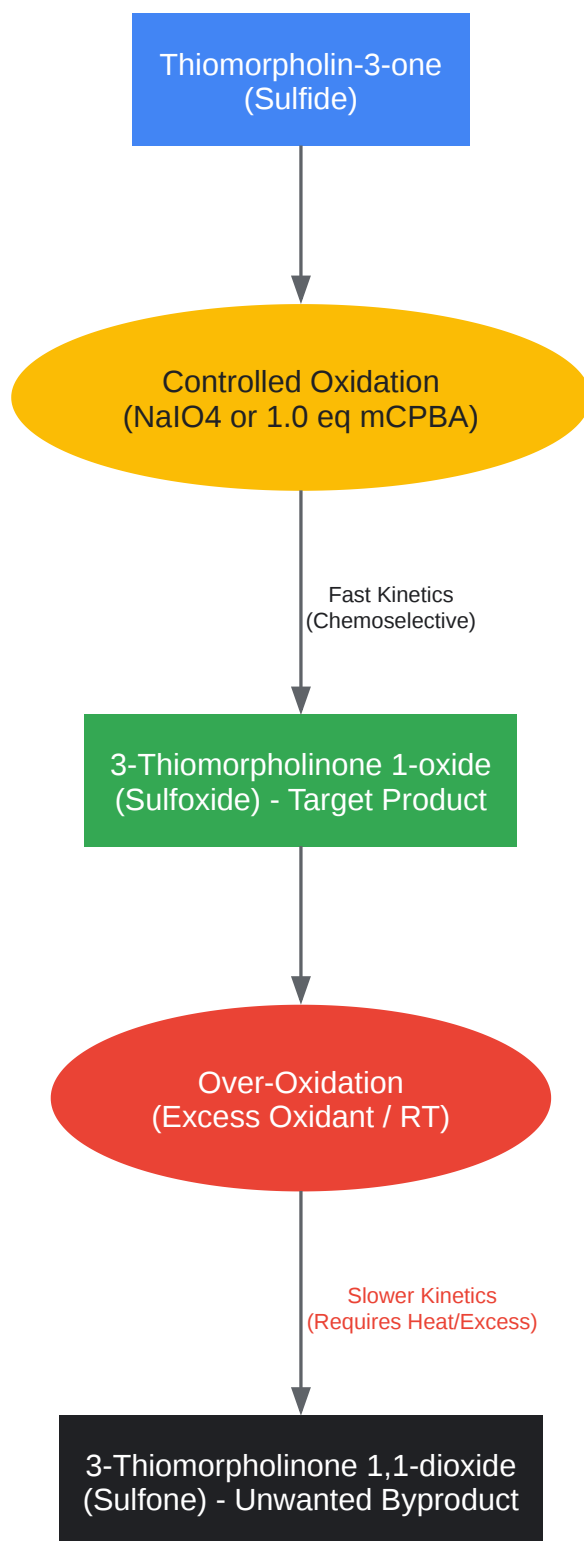 Thiomorpholin-3-one
(Sulfide)
Controlled Oxidation
(NaIO4 or 1.0 eq mCPBA)
Fast Kinetics
(Chemoselective)
3-Thiomorpholinone 1-oxide
(Sulfoxide) - Target Product
Over-Oxidation
(Excess Oxidant / RT)
Slower Kinetics
(Requires Heat/Excess)
3-Thiomorpholinone 1,1-dioxide
(Sulfone) - Unwanted Byproduct